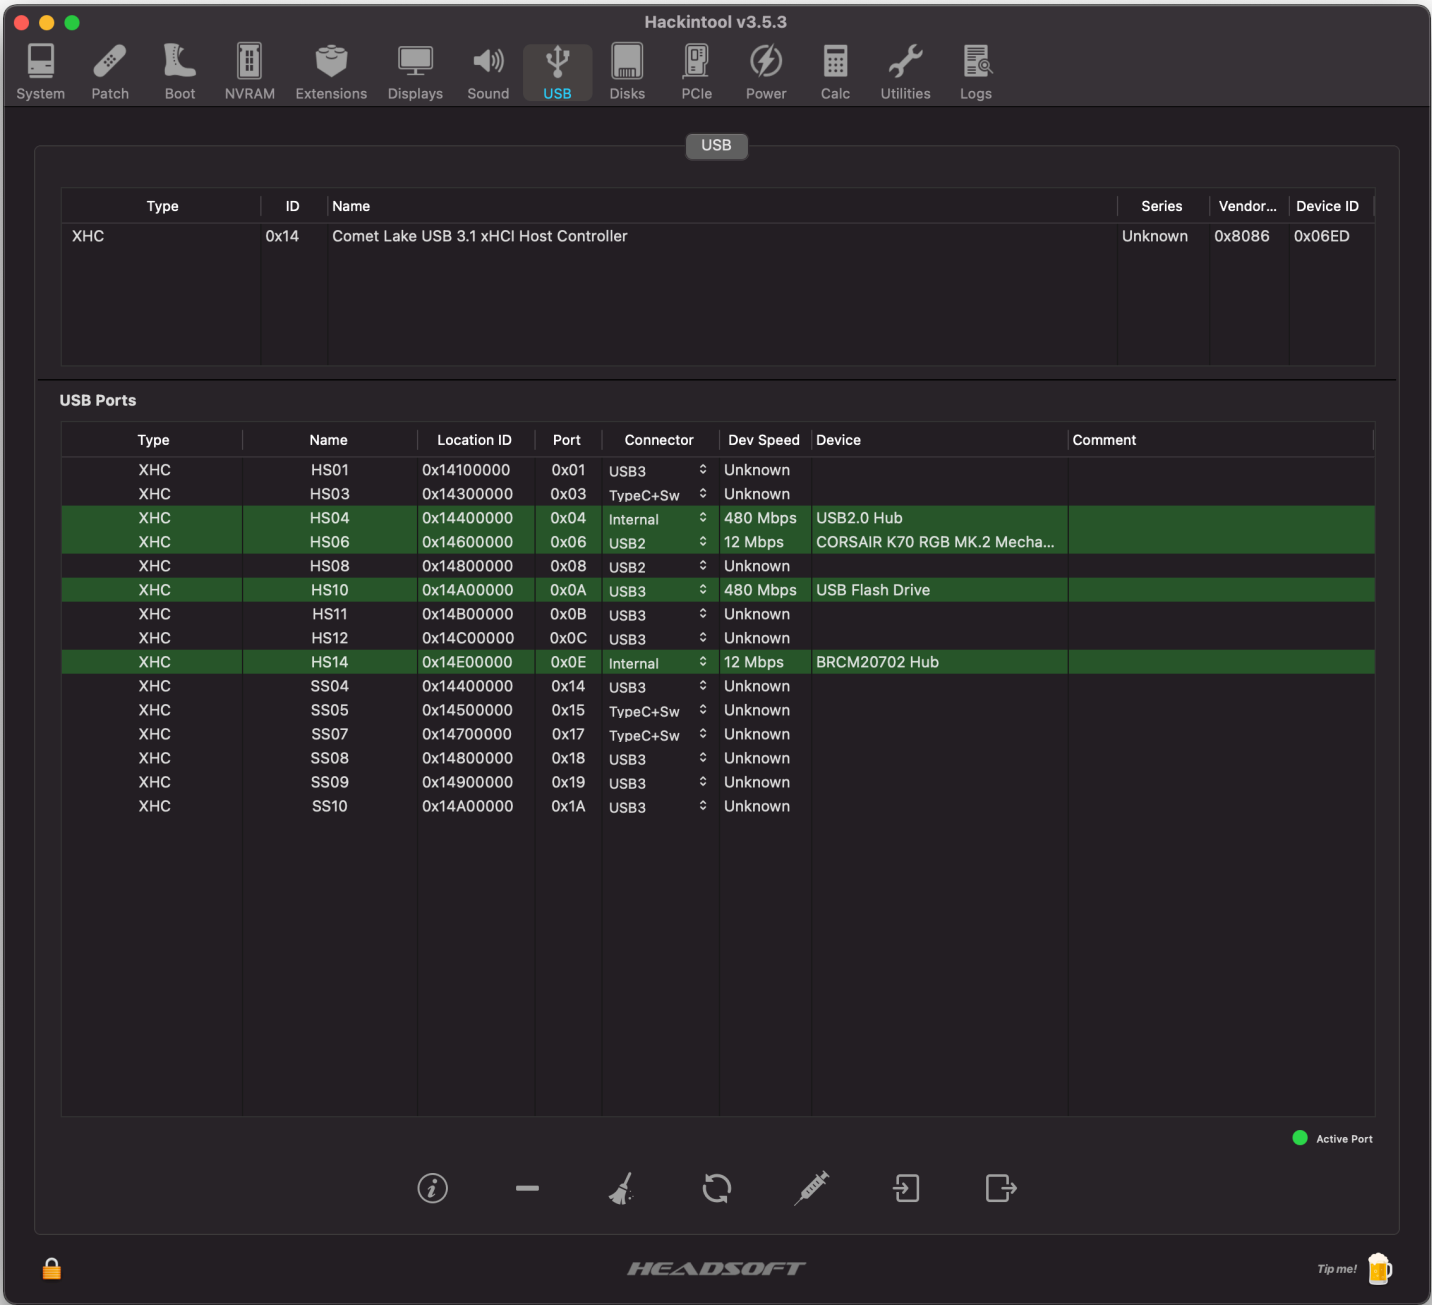 Hackintool v3.5.3
System Patch Boot NVRAM Extensions Displays Sound USB Disks PCIe Power Calc Utilities Logs
USB
Type ID Name Series Vendor... Device ID
XHC 0x14 Comet Lake USB 3.1 xHCI Host Controller Unknown 0x8086 0x06ED
USB Ports
Type Name Location ID Port Connector Dev Speed Device Comment
XHC HS01 0x14100000 0x01 USB3 Unknown
XHC HS03 0x14300000 0x03 TypeC+Sw Unknown
XHC HS04 0x14400000 0x04 Internal 480 Mbps USB2.0 Hub
XHC HS06 0x14600000 0x06 USB2 12 Mbps CORSAIR K70 RGB MK.2 Mecha...
XHC HS08 0x14800000 0x08 USB2 Unknown
XHC HS10 0x14A00000 0x0A USB3 480 Mbps USB Flash Drive
XHC HS11 0x14B00000 0x0B USB3 Unknown
XHC HS12 0x14C00000 0x0C USB3 Unknown
XHC HS14 0x14E00000 0x0E Internal 12 Mbps BRCM20702 Hub
XHC SS04 0x14400000 0x14 USB3 Unknown
XHC SS05 0x14500000 0x15 TypeC+Sw Unknown
XHC SS07 0x14700000 0x17 TypeC+Sw Unknown
XHC SS08 0x14800000 0x18 USB3 Unknown
XHC SS09 0x14900000 0x19 USB3 Unknown
XHC SS10 0x14A00000 0x1A USB3 Unknown
Active Port
HEADSOFT
Tip me!